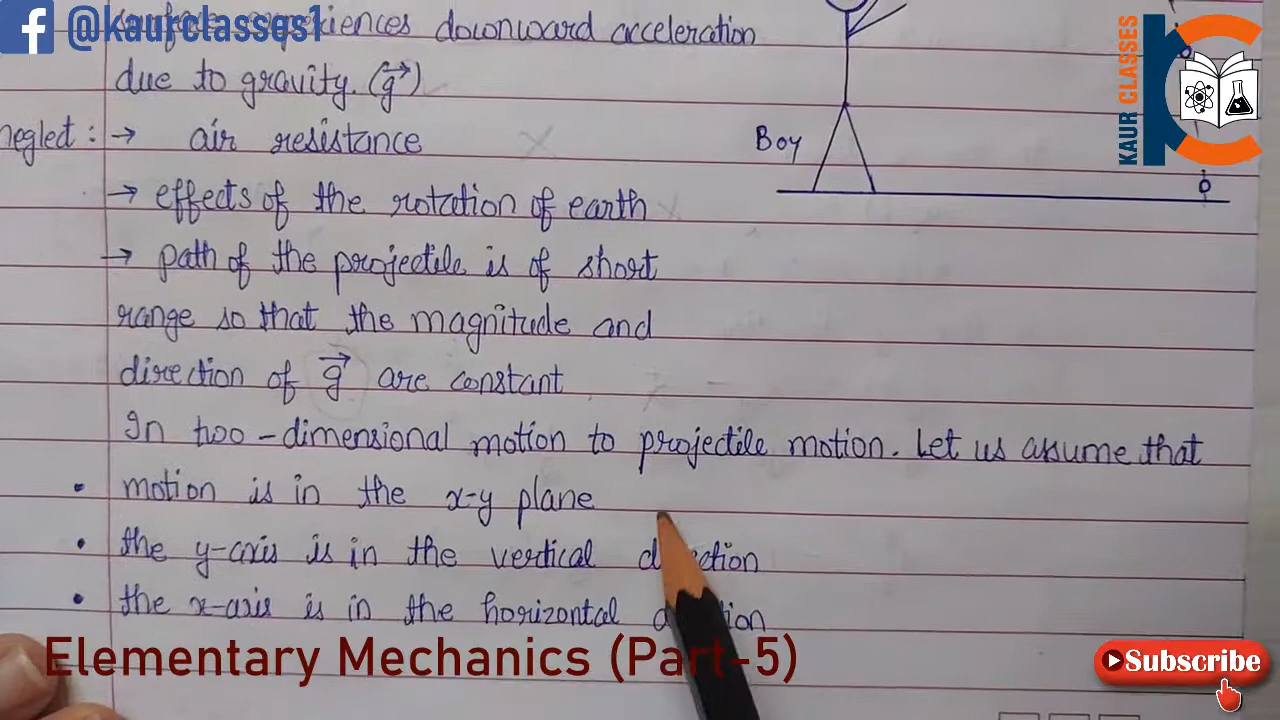 @kaurclasses1
surface experiences downward acceleration
due to gravity. (g→)
neglect : → air resistance
→ effects of the rotation of earth
→ path of the projectile is of short
range so that the magnitude and
direction of g→ are constant
In two-dimensional motion to projectile motion. Let us assume that
• motion is in the x-y plane
• the y-axis is in the vertical direction
• the x-axis is in the horizontal direction
Boy
KAUR CLASSES
Elementary Mechanics (Part-5)
Subscribe